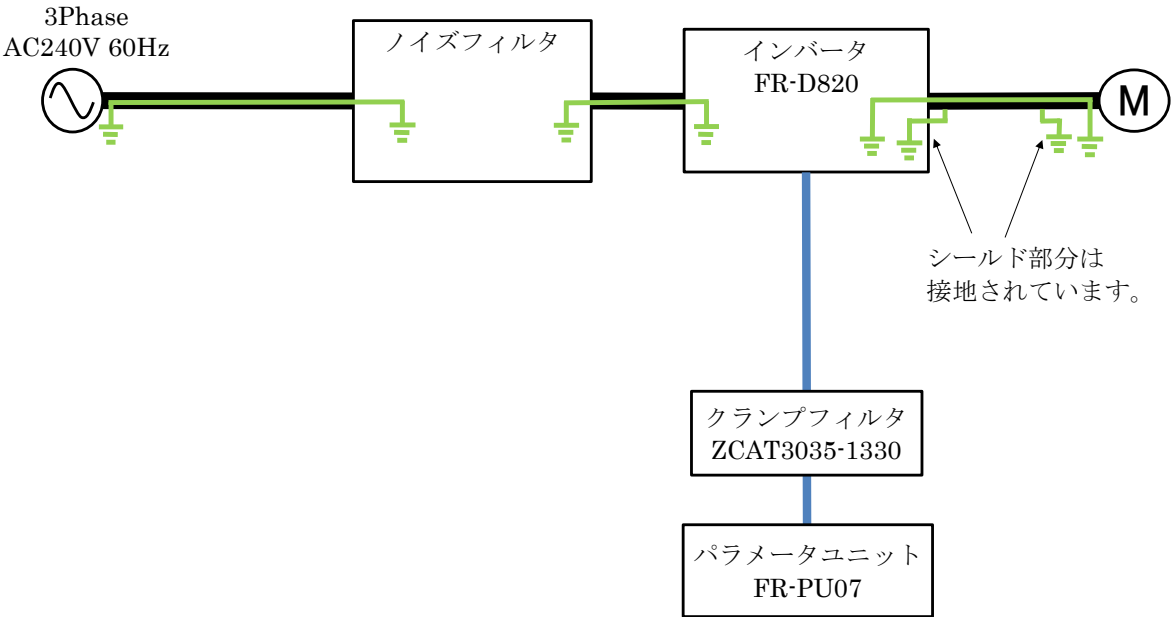 3Phase
AC240V 60Hz
ノイズフィルタ
インバータ
FR-D820
M
シールド部分は
接地されています。
クランプフィルタ
ZCAT3035-1330
パラメータユニット
FR-PU07